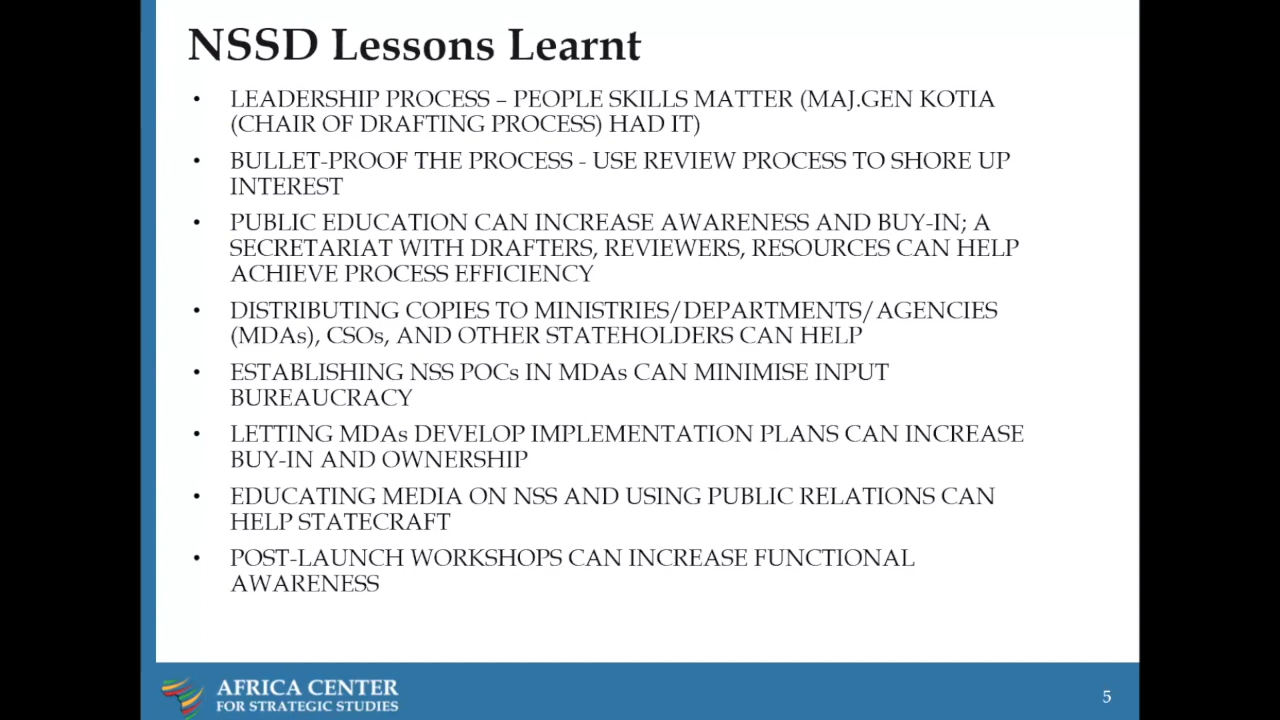 NSSD Lessons Learnt
• LEADERSHIP PROCESS – PEOPLE SKILLS MATTER (MAJ.GEN KOTIA
(CHAIR OF DRAFTING PROCESS) HAD IT)
• BULLET-PROOF THE PROCESS - USE REVIEW PROCESS TO SHORE UP
INTEREST
• PUBLIC EDUCATION CAN INCREASE AWARENESS AND BUY-IN; A
SECRETARIAT WITH DRAFTERS, REVIEWERS, RESOURCES CAN HELP
ACHIEVE PROCESS EFFICIENCY
• DISTRIBUTING COPIES TO MINISTRIES/DEPARTMENTS/AGENCIES
(MDAs), CSOs, AND OTHER STATEHOLDERS CAN HELP
• ESTABLISHING NSS POCs IN MDAs CAN MINIMISE INPUT
BUREAUCRACY
• LETTING MDAs DEVELOP IMPLEMENTATION PLANS CAN INCREASE
BUY-IN AND OWNERSHIP
• EDUCATING MEDIA ON NSS AND USING PUBLIC RELATIONS CAN
HELP STATECRAFT
• POST-LAUNCH WORKSHOPS CAN INCREASE FUNCTIONAL
AWARENESS
AFRICA CENTER
FOR STRATEGIC STUDIES
5